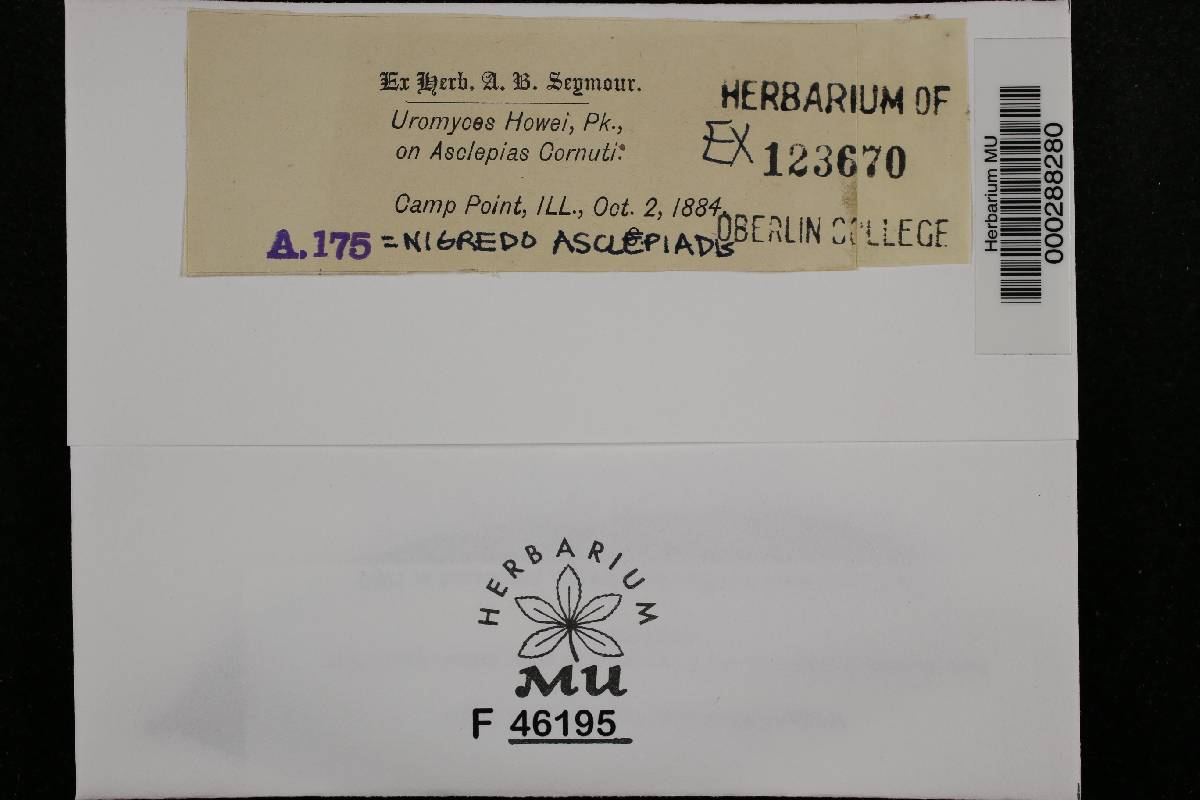 Ex Herb. A. B. Seymour.
Uromyces Howei, Pk.,
on Asclepias Cornuti.
Camp Point, ILL., Oct. 2, 1884.
A.175 = NIGREDO ASCLEPIADIS
HERBARIUM OF
EX 123670
OBERLIN COLLEGE
Herbarium MU
000288280
HERBARIUM
MU
F 46195